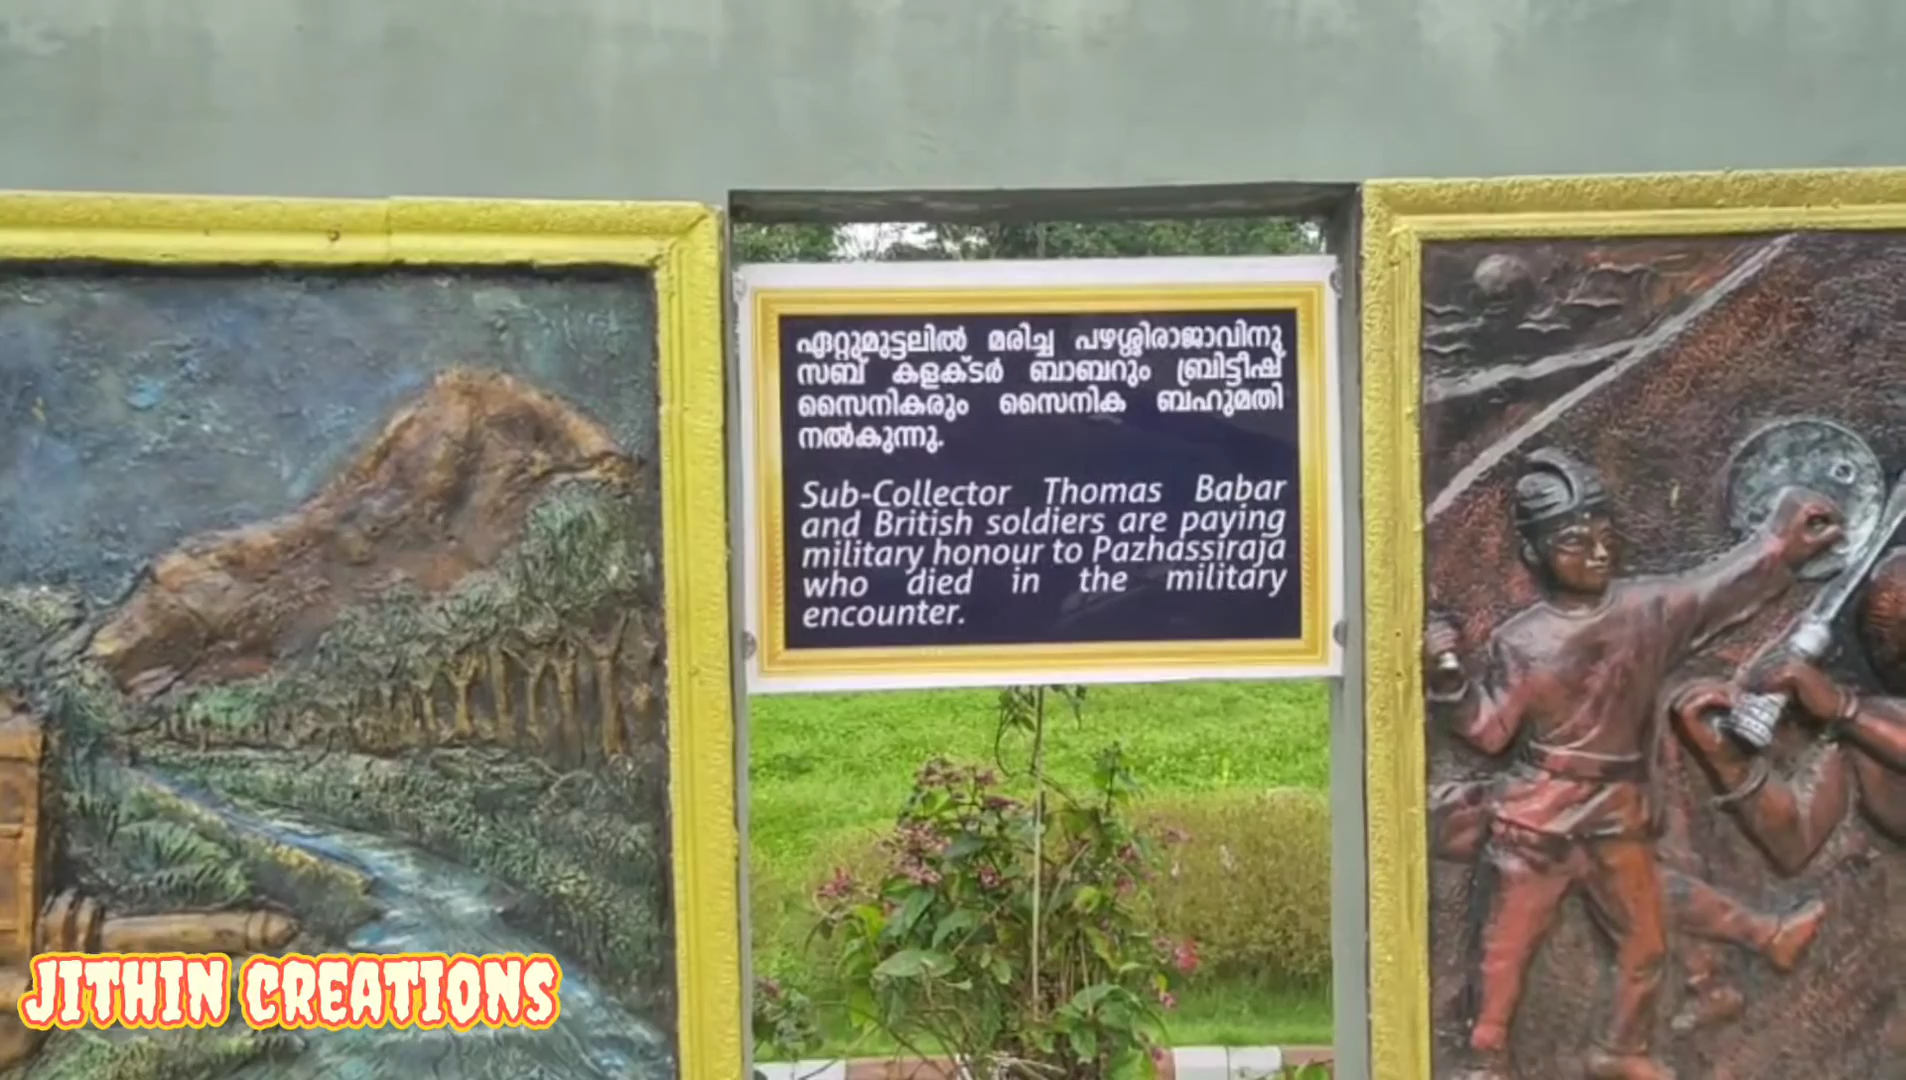 ഏറ്റുമുട്ടലിൽ മരിച്ച പഴശ്ശിരാജാവിനു
സബ് കളക്ടർ ബാബറും ബ്രിട്ടീഷ്
സൈനികരും സൈനിക ബഹുമതി
നൽകുന്നു.
Sub-Collector Thomas Babar
and British soldiers are paying
military honour to Pazhassiraja
who died in the military
encounter.
JITHIN CREATIONS